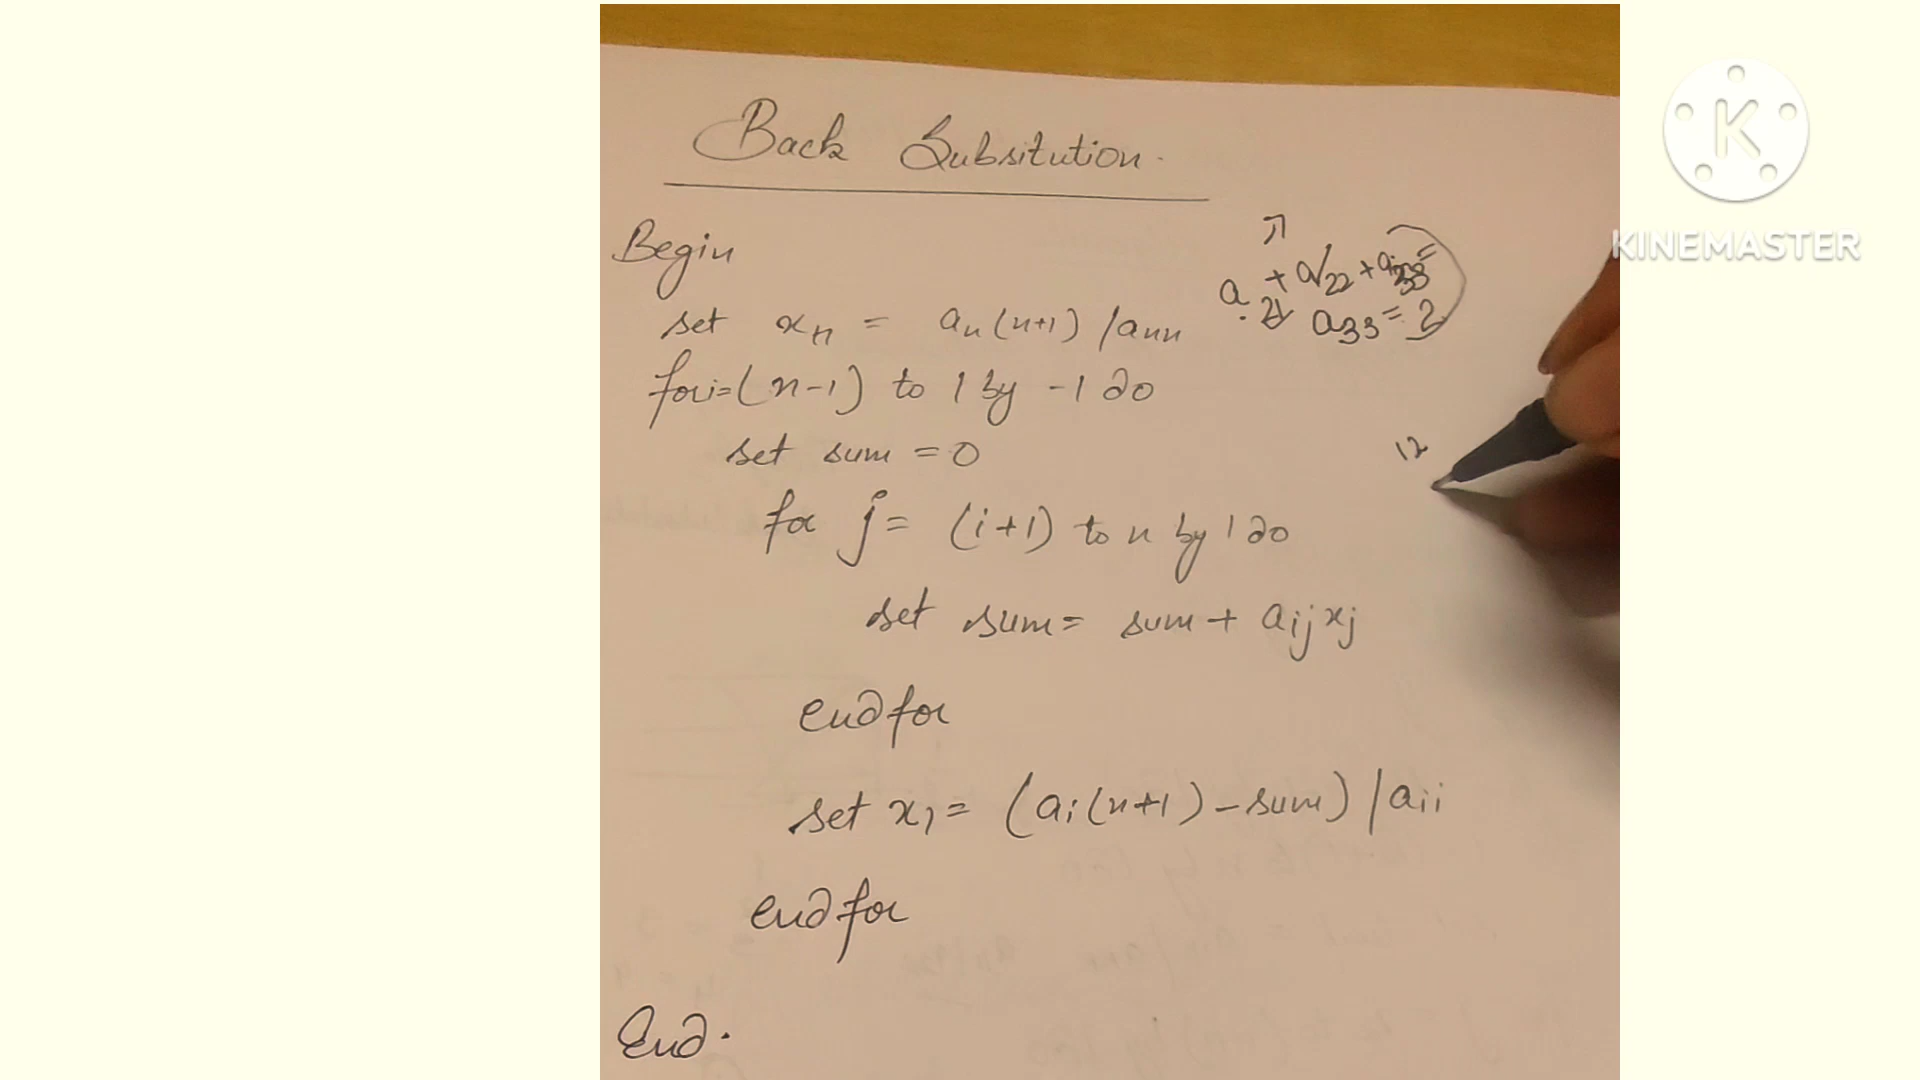 Back Subsitution.
Begin
set xn = an(n+1) / ann
for i=(n-1) to 1 by -1 do
set sum = 0
for j = (i+1) to n by 1 do
set sum = sum + aij xj
endfor
set x1 = (ai(n+1) - sum) / aii
endfor
End.
a33 = 2
12
KINEMASTER